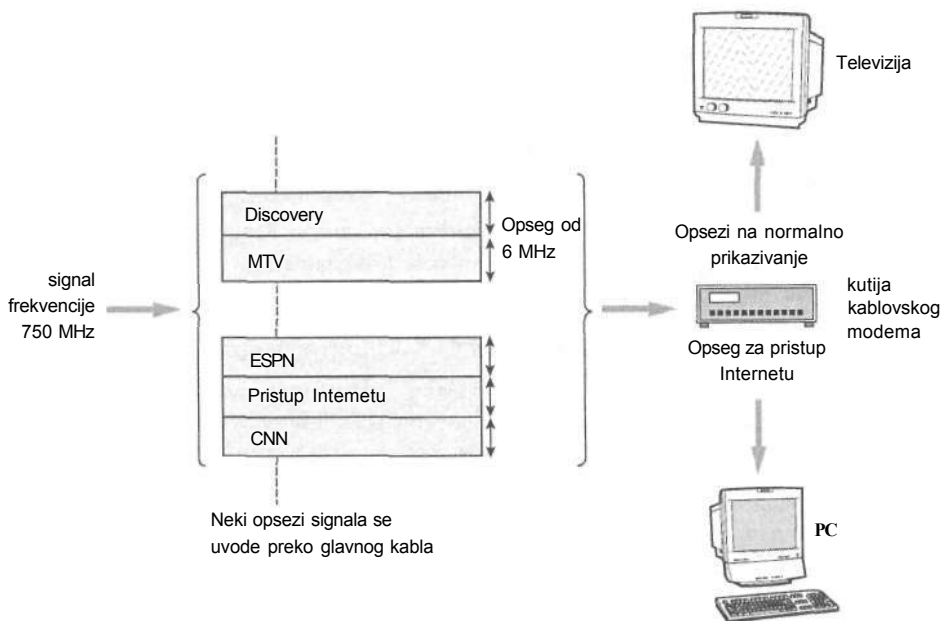 Televizija
Discovery
MTV
Opseg od
6 MHz
signal
frekvencije
750 MHz
ESPN
Pristup Intemetu
CNN
Neki opsezi signala se
uvode preko glavnog kabla
Opsezi na normalno
prikazivanje
kutija
kablovskog
modema
Opseg za pristup
Internetu
PC